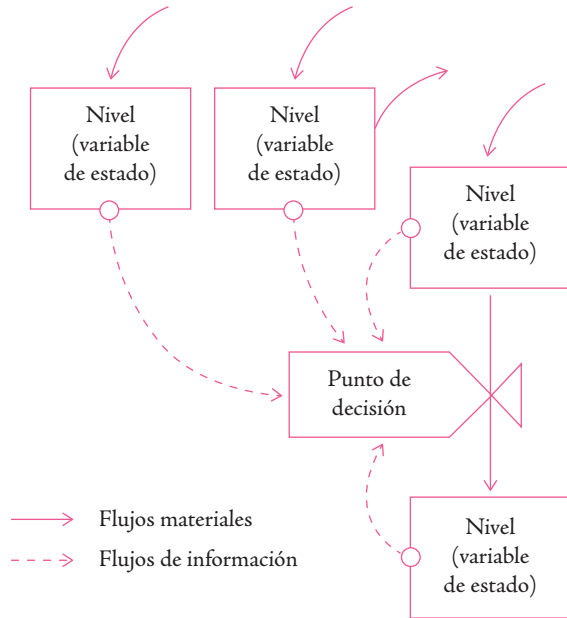 Nivel
(variable
de estado)
Nivel
(variable
de estado)
Nivel
(variable
de estado)
Punto de
decisión
Nivel
(variable
de estado)
Flujos materiales
Flujos de información